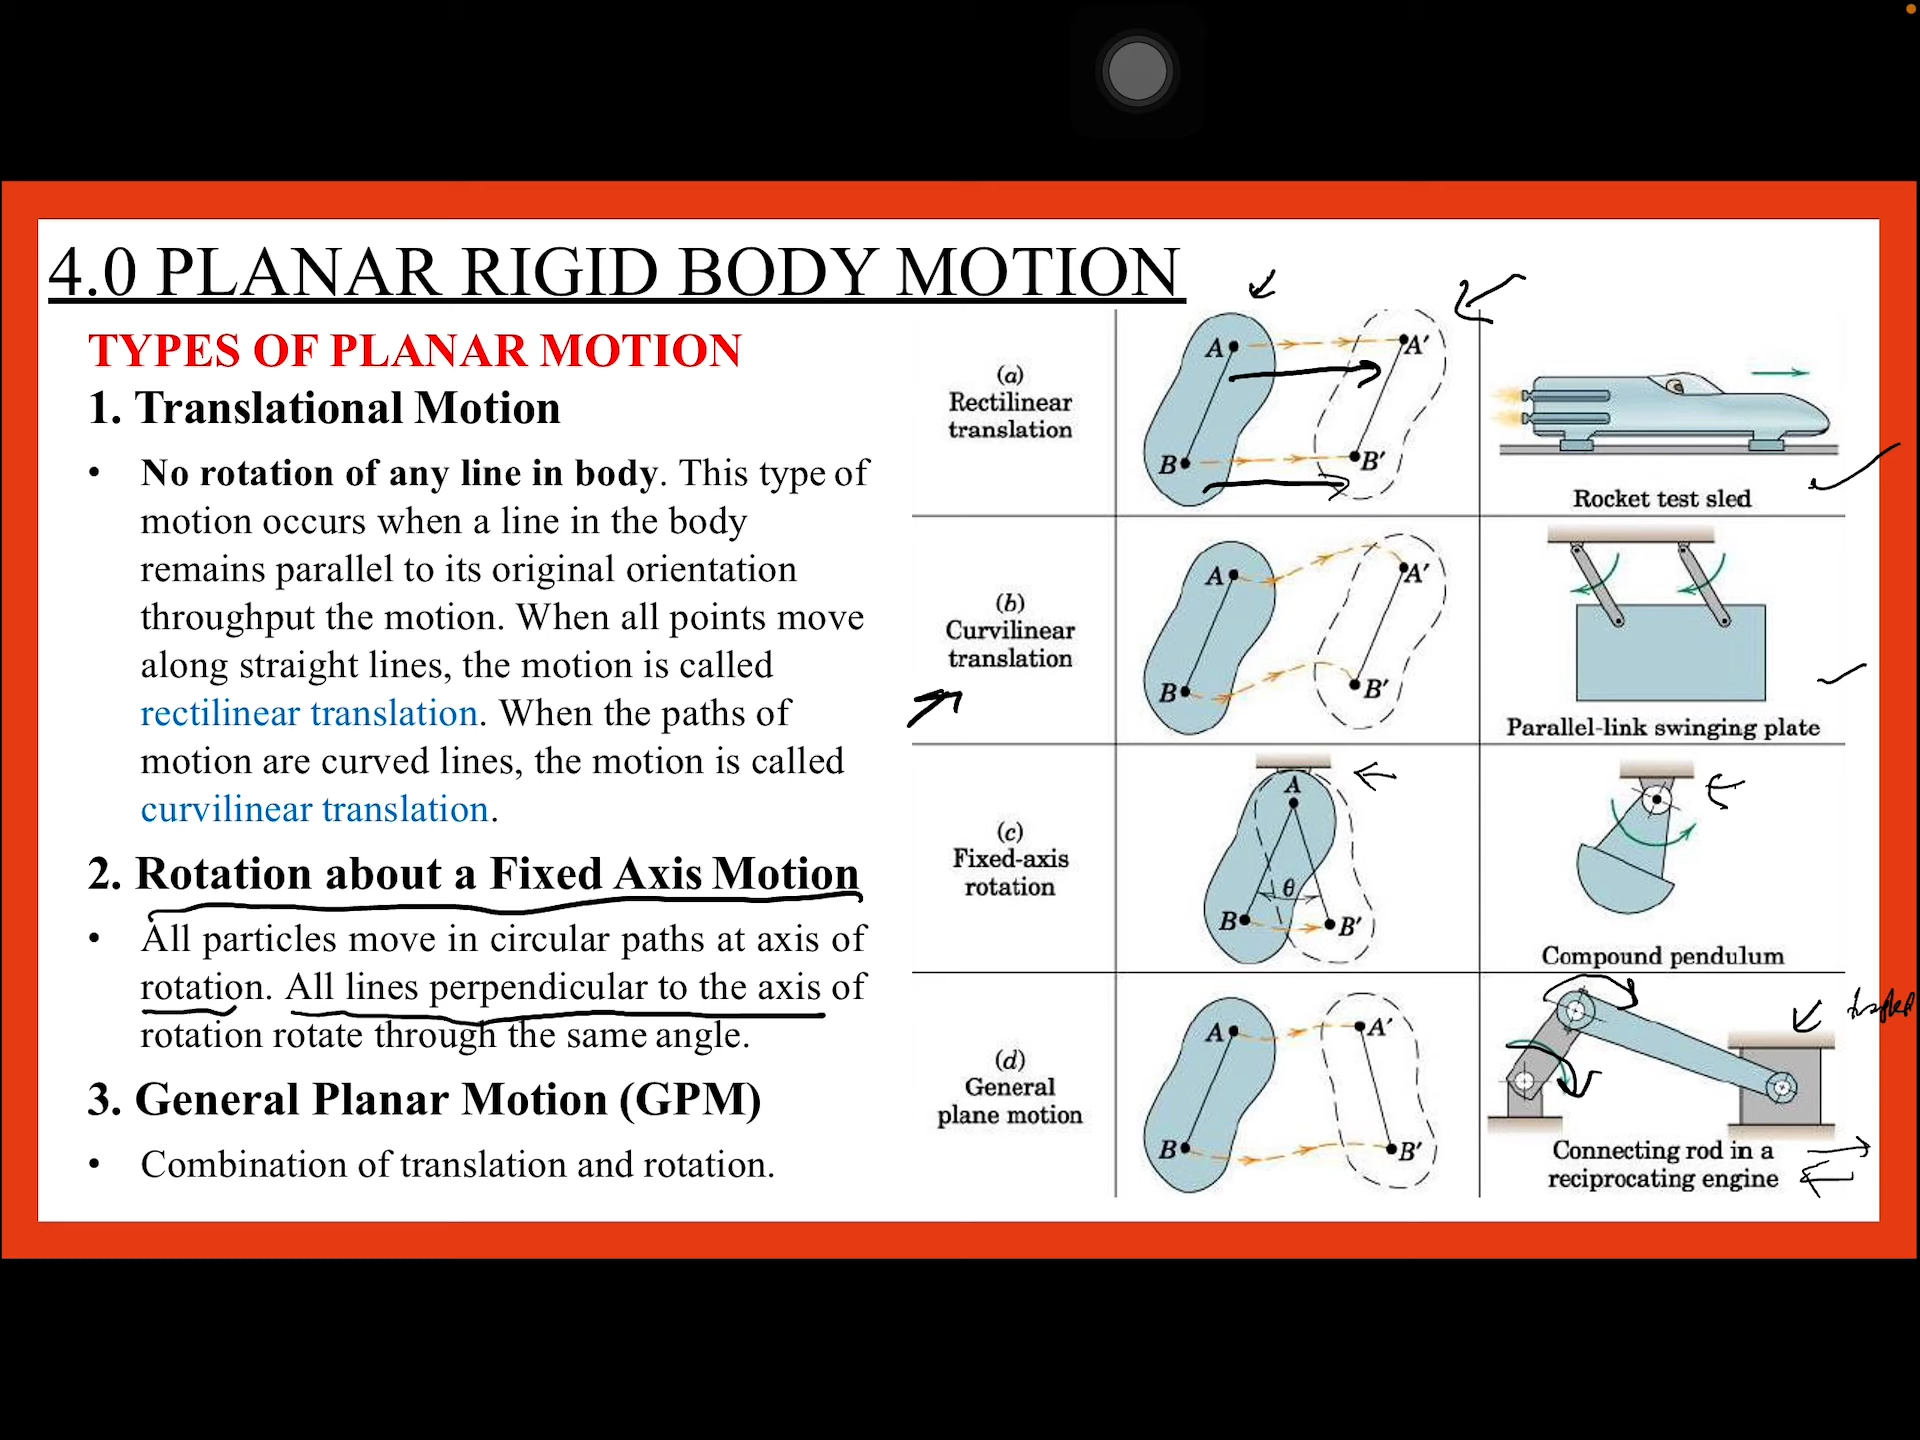 4.0 PLANAR RIGID BODY MOTION
TYPES OF PLANAR MOTION
1. Translational Motion
• No rotation of any line in body. This type of
motion occurs when a line in the body
remains parallel to its original orientation
throughput the motion. When all points move
along straight lines, the motion is called
rectilinear translation. When the paths of
motion are curved lines, the motion is called
curvilinear translation.
2. Rotation about a Fixed Axis Motion
• All particles move in circular paths at axis of
rotation. All lines perpendicular to the axis of
rotation rotate through the same angle.
3. General Planar Motion (GPM)
• Combination of translation and rotation.
(a)
Rectilinear
translation
A
A'
B
B'
Rocket test sled
(b)
Curvilinear
translation
A
A'
B
B'
Parallel-link swinging plate
(c)
Fixed-axis
rotation
A
θ
B
B'
Compound pendulum
(d)
General
plane motion
A
A'
B
B'
Connecting rod in a
reciprocating engine